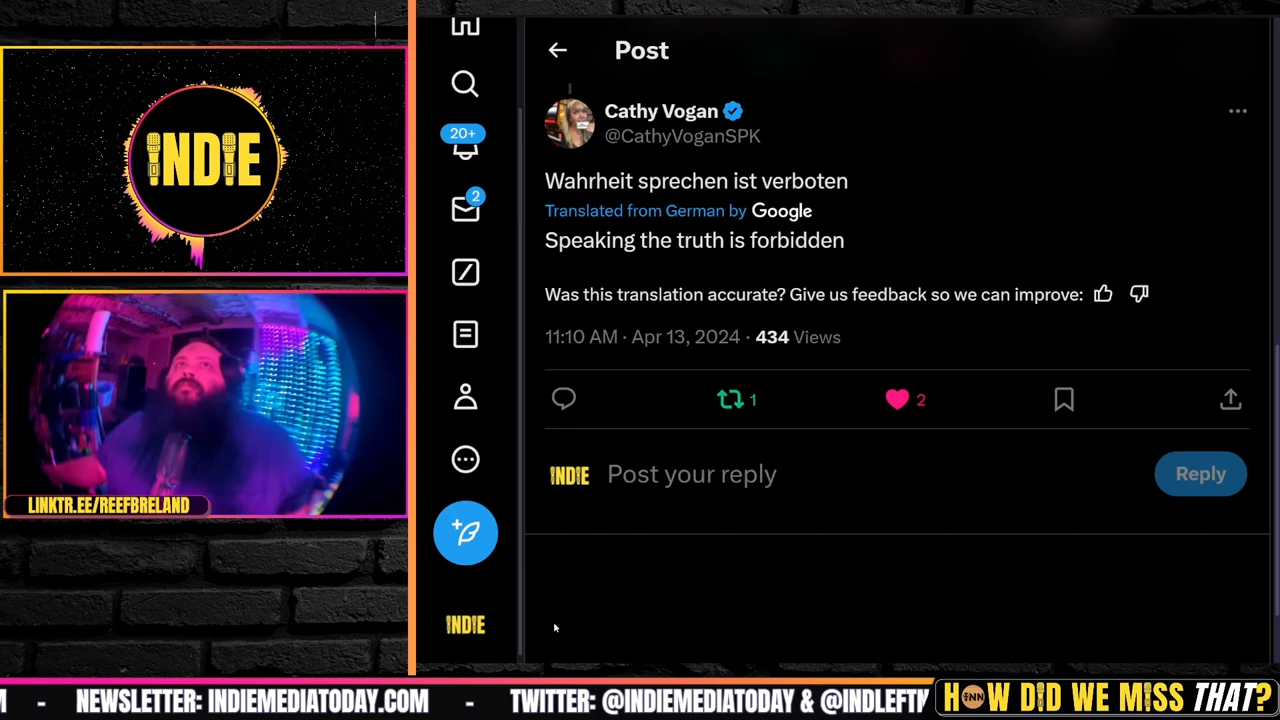 INDIE
LINKTR.EE/REEFBRELAND
Post
Cathy Vogan
@CathyVoganSPK
20+
2
Wahrheit sprechen ist verboten
Translated from German by Google
Speaking the truth is forbidden
Was this translation accurate? Give us feedback so we can improve:
11:10 AM · Apr 13, 2024 · 434 Views
1
2
INDIE Post your reply
Reply
INDIE
M - NEWSLETTER: INDIEMEDIATODAY.COM - TWITTER: @INDIEMEDIATODAY & @INDLEFTN
HOW DID WE MISS THAT?
INN